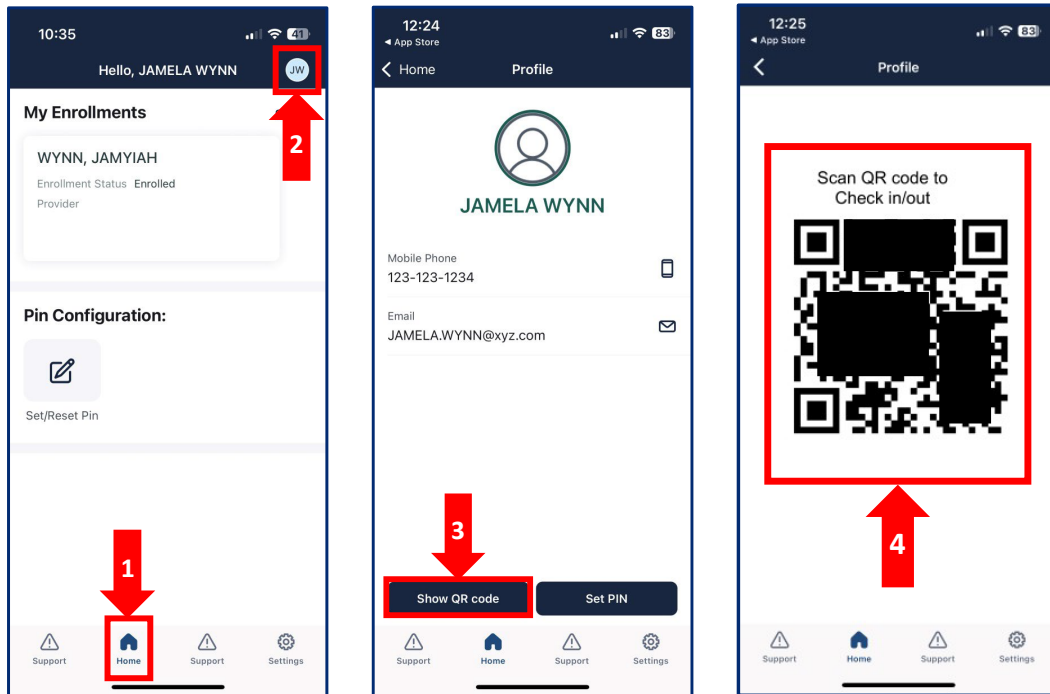 10:35
41
Hello, JAMELA WYNN
JW
My Enrollments
2
WYNN, JAMYIAH
Enrollment Status Enrolled
Provider
Pin Configuration:
Set/Reset Pin
1
Support
Home
Support
Settings
12:24
83
◄ App Store
Home
Profile
JAMELA WYNN
Mobile Phone
123-123-1234
Email
JAMELA.WYNN@xyz.com
3
Show QR code
Set PIN
Support
Home
Support
Settings
12:25
83
◄ App Store
Profile
Scan QR code to
Check in/out
4
Support
Home
Support
Settings